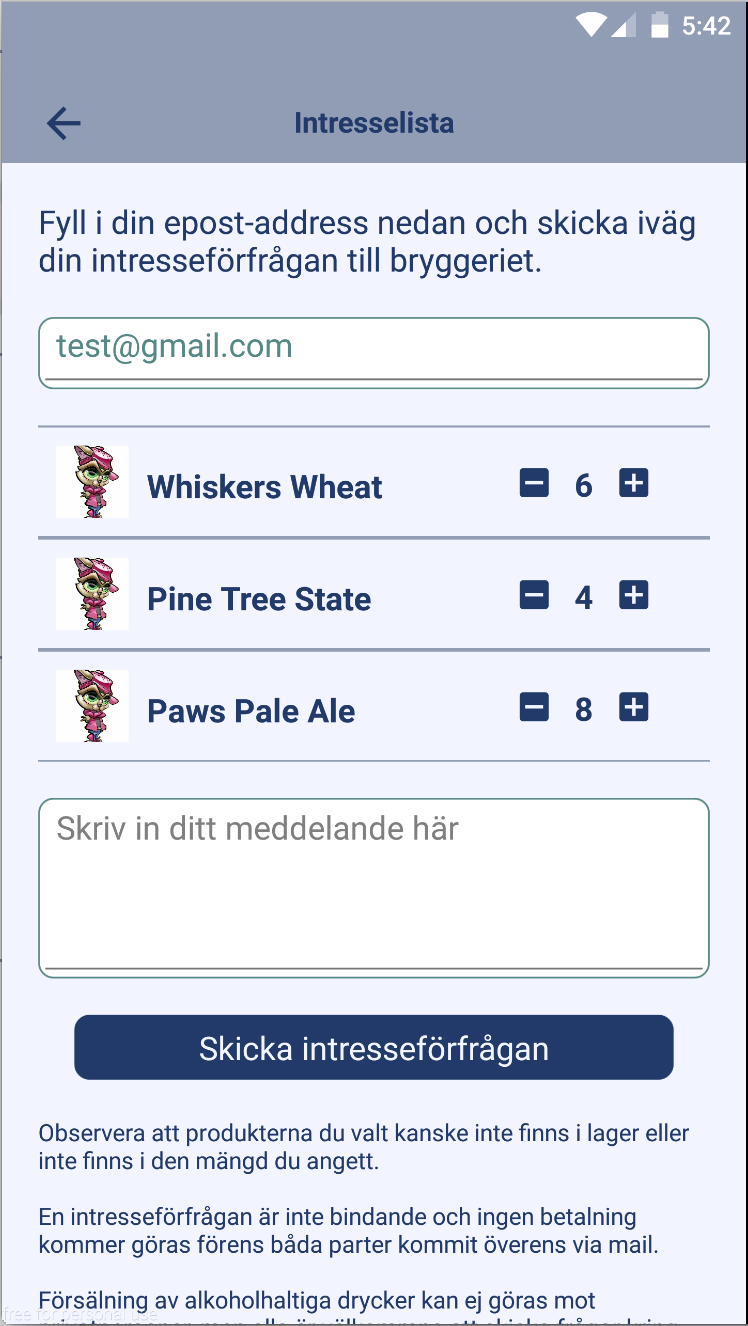 5:42
Intresselista
Fyll i din epost-address nedan och skicka iväg
din intresseförfrågan till bryggeriet.
test@gmail.com
Whiskers Wheat
6
Pine Tree State
4
Paws Pale Ale
8
Skriv in ditt meddelande här
Skicka intresseförfrågan
Observera att produkterna du valt kanske inte finns i lager eller
inte finns i den mängd du angett.
En intresseförfrågan är inte bindande och ingen betalning
kommer göras förens båda parter kommit överens via mail.
Försälning av alkoholhaltiga drycker kan ej göras mot
free for personal use